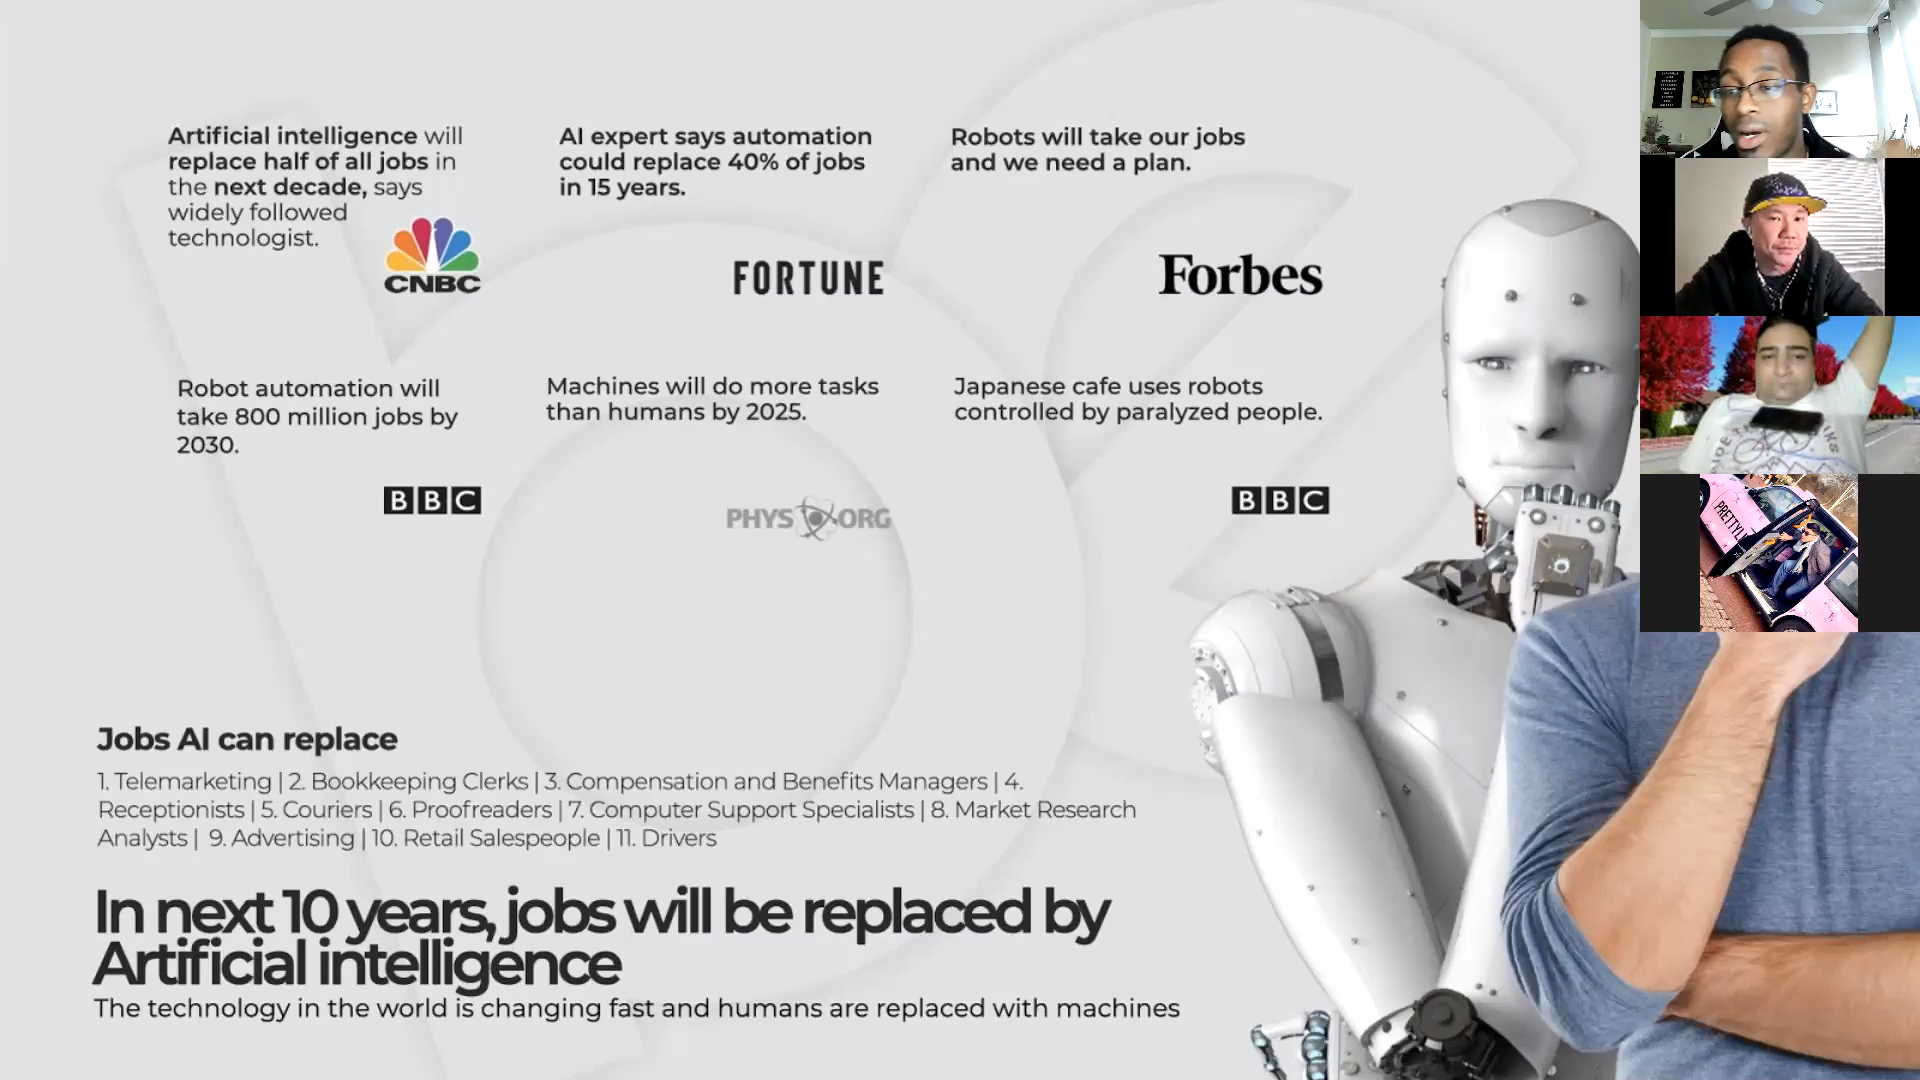 Artificial intelligence will
replace half of all jobs in
the next decade, says
widely followed
technologist.
CNBC
AI expert says automation
could replace 40% of jobs
in 15 years.
FORTUNE
Robots will take our jobs
and we need a plan.
Forbes
Robot automation will
take 800 million jobs by
2030.
BBC
Machines will do more tasks
than humans by 2025.
PHYS ORG
Japanese cafe uses robots
controlled by paralyzed people.
BBC
Jobs AI can replace
1. Telemarketing | 2. Bookkeeping Clerks | 3. Compensation and Benefits Managers | 4.
Receptionists | 5. Couriers | 6. Proofreaders | 7. Computer Support Specialists | 8. Market Research
Analysts | 9. Advertising | 10. Retail Salespeople | 11. Drivers
In next 10 years, jobs will be replaced by
Artificial intelligence
The technology in the world is changing fast and humans are replaced with machines